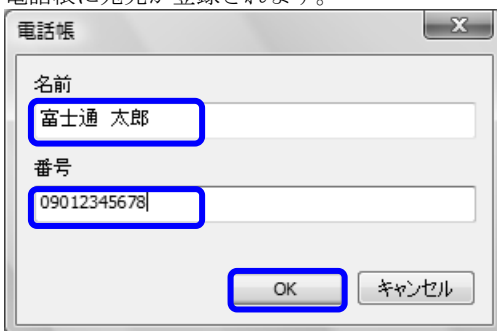 電話帳に宛先が登録されます。
電話帳
名前
富士通 太郎
番号
09012345678
OK キャンセル